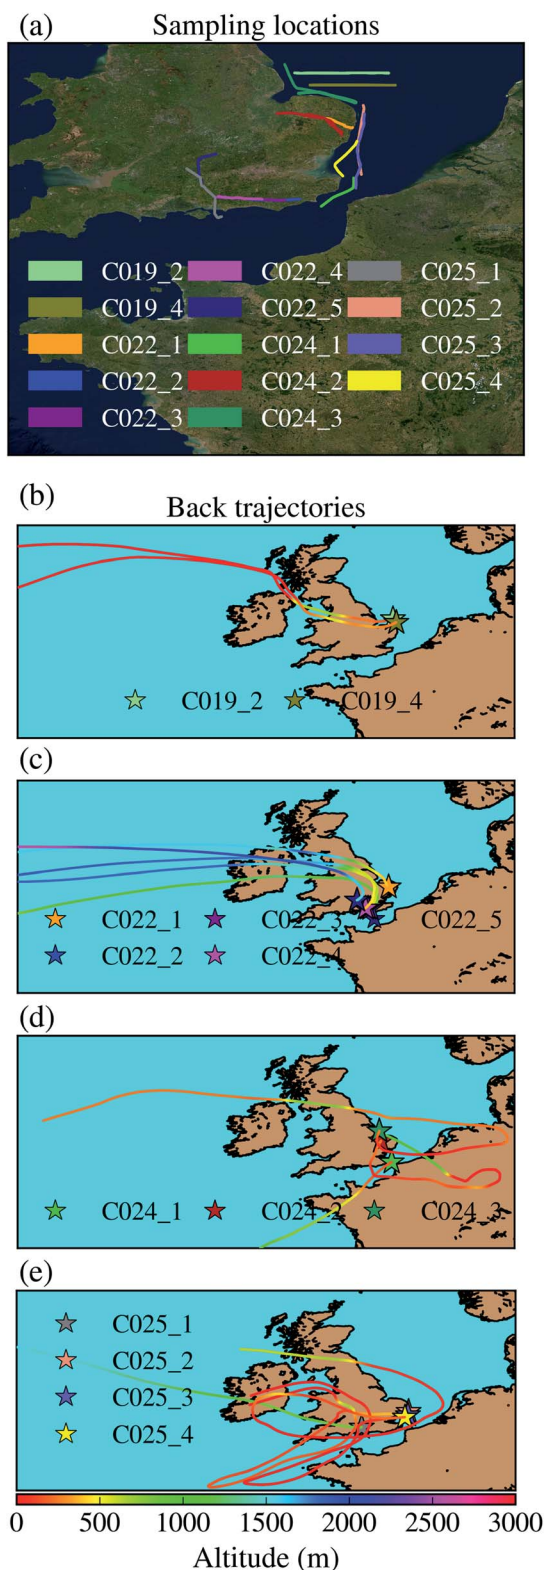 (a)
Sampling locations
C019_2 C022_4 C025_1
C019_4 C022_5 C025_2
C022_1 C024_1 C025_3
C022_2 C024_2 C025_4
C022_3 C024_3
(b)
Back trajectories
C019_2 C019_4
(c)
C022_1 C022_3 C022_5
C022_2 C022_4
(d)
C024_1 C024_2 C024_3
(e)
C025_1
C025_2
C025_3
C025_4
0 500 1000 1500 2000 2500 3000
Altitude (m)